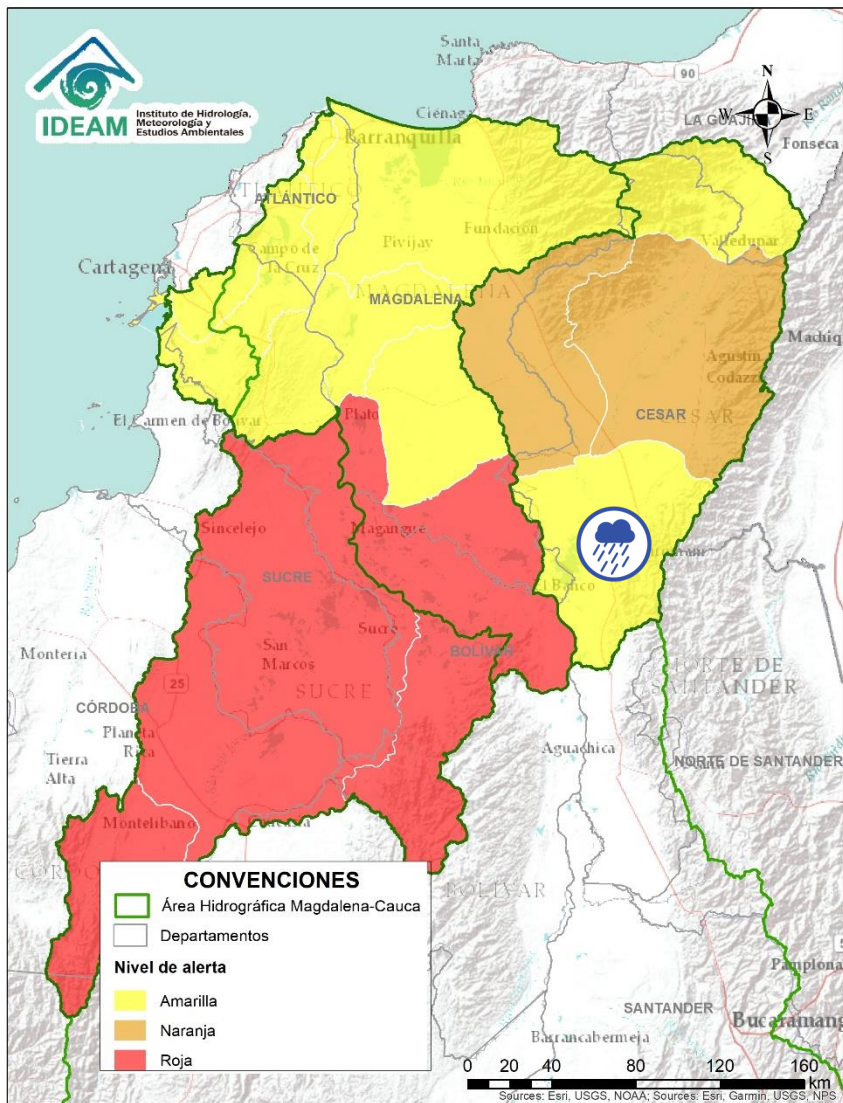 IDEAM
Instituto de Hidrología,
Meteorología y
Estudios Ambientales
Santa
Marta
90
N
W
E
S
LA GUAJIRA
Fonseca
Ciénaga
Barranquilla
ATLÁNTICO
Valledupar
Campo de
la Cruz
Pivijay
Fundación
Cartagena
MAGDALENA
MAGDALENA
Machiq
Agustín
Codazzi
CESAR
El Carmen de Bolívar
Plato
Sincelejo
Magangué
SUCRE
El Banco
Montería
San
Marcos
Sucre
BOLÍVAR
25
SUCRE
NORTE DE
SANTANDER
CÓRDOBA
Planeta
Rica
Tierra
Alta
Aguachica
NORTE DE SANTANDER
Montelíbano
BOLÍVAR
CONVENCIONES
Área Hidrográfica Magdalena-Cauca
Departamentos
Nivel de alerta
Amarilla
Naranja
Roja
Pamplona
SANTANDER
Bucaramang
Barrancabermeja
0 20 40 80 120 160
km
Sources: Esri, USGS, NOAA; Sources: Esri, Garmin, USGS, NPS